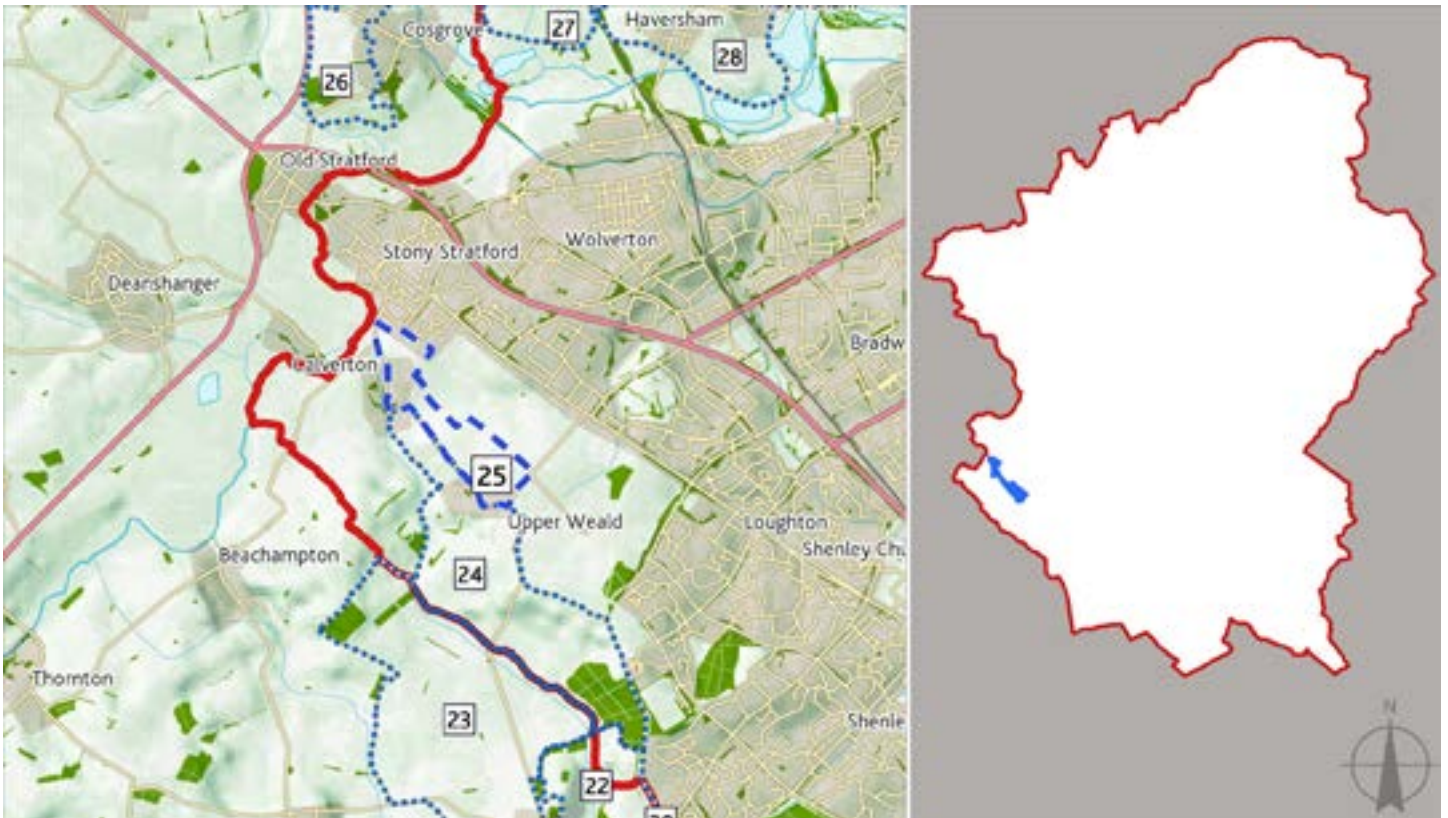 Cosgrove
27
Haversham
28
26
Old Stratford
Stony Stratford
Wolverton
Deanshanger
Bradw
Calverton
25
Upper Weald
Loughton
Shenley Chu
Beachampton
24
Thornton
23
Shenle
22
N